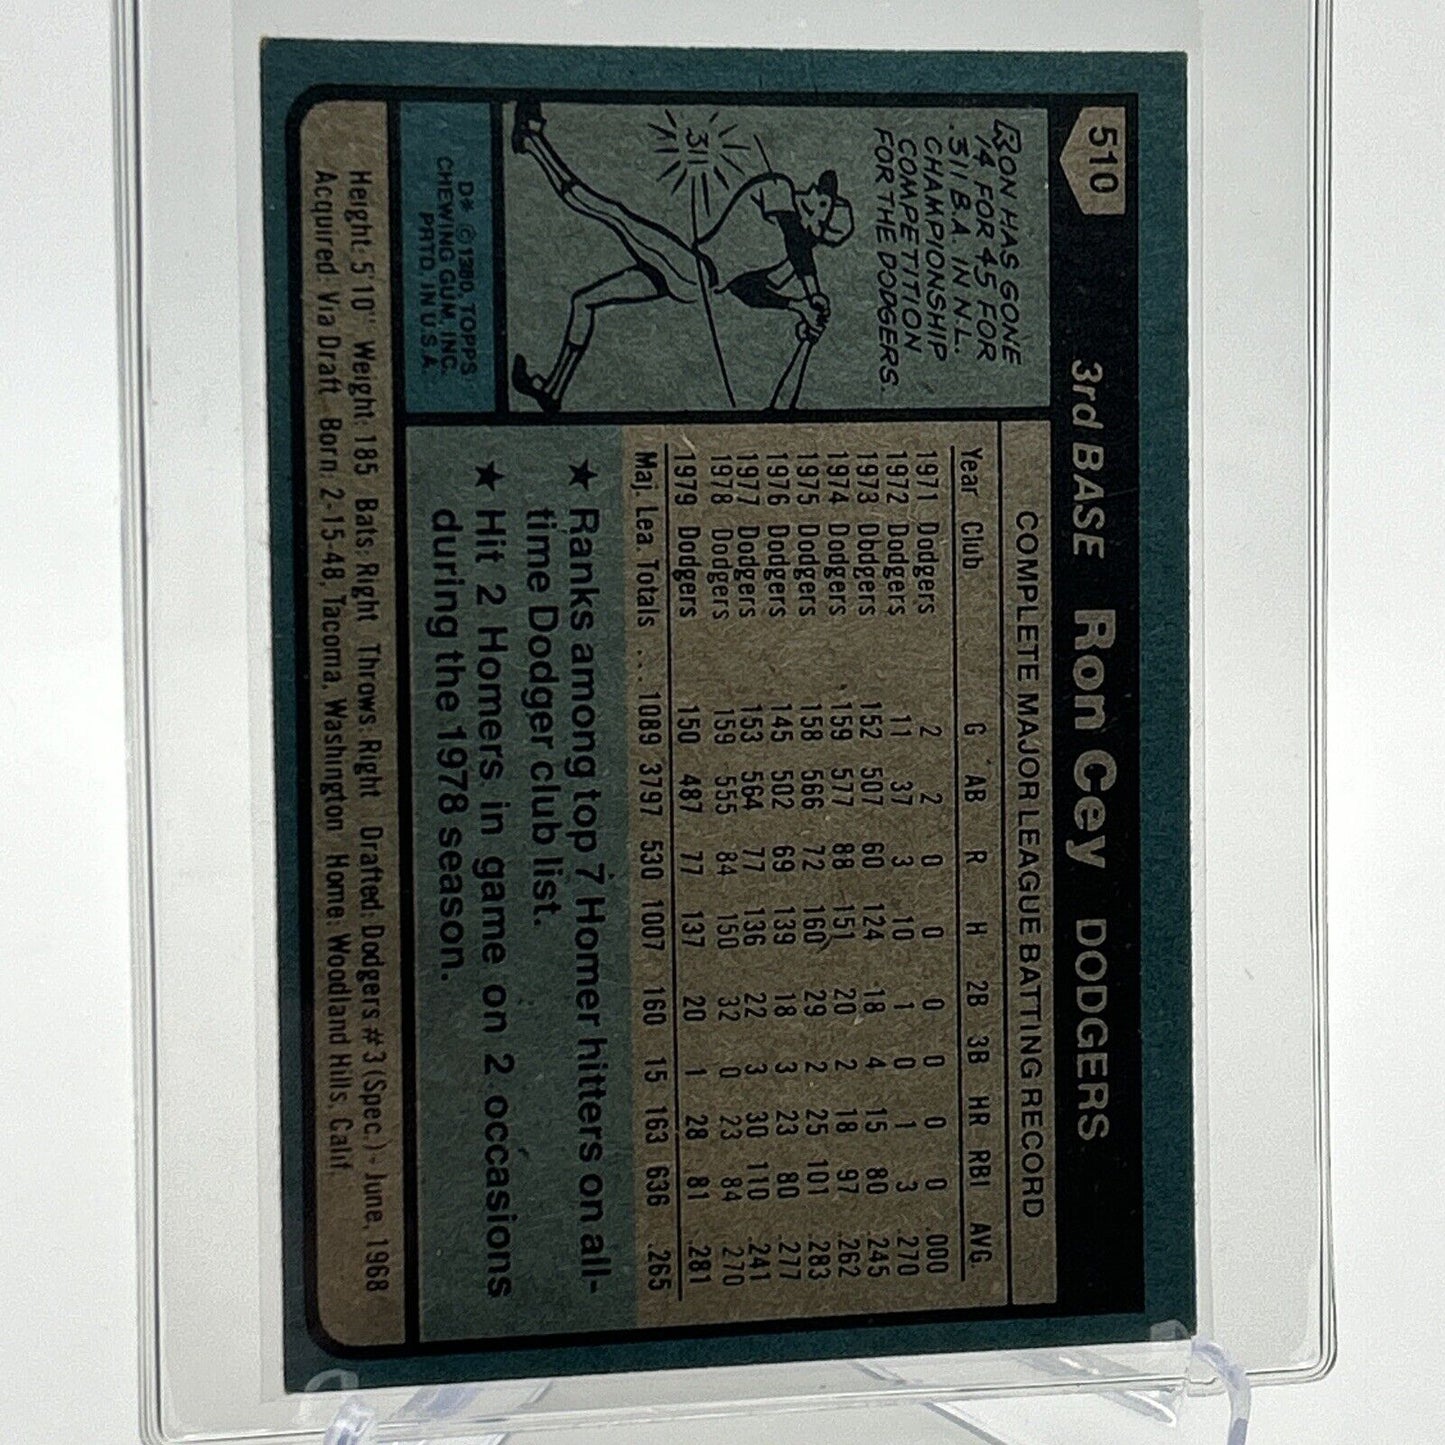 510
3rd BASE Ron Cey DODGERS
RON HAS GONE
14 FOR 45 FOR
.311 B.A. IN N.L.
CHAMPIONSHIP
COMPETITION
FOR THE DODGERS.
.311
D* © 1980, TOPPS
CHEWING GUM, INC.
PRTD. IN U.S.A.
COMPLETE MAJOR LEAGUE BATTING RECORD
Year Club G AB R H 2B 3B HR RBI AVG.
1971 Dodgers 2 2 0 0 0 0 0 0 .000
1972 Dodgers 11 37 3 10 1 0 1 3 .270
1973 Dodgers 152 507 60 124 18 4 15 80 .245
1974 Dodgers 159 577 88 151 20 2 18 97 .262
1975 Dodgers 158 566 72 160 29 2 25 101 .283
1976 Dodgers 145 502 69 139 18 3 23 80 .277
1977 Dodgers 153 564 77 136 22 3 30 110 .241
1978 Dodgers 159 555 84 150 32 0 23 84 .270
1979 Dodgers 150 487 77 137 20 1 28 81 .281
Maj. Lea. Totals ... 1089 3797 530 1007 160 15 163 636 .265
★ Ranks among top 7 Homer hitters on all-
time Dodger club list.
★ Hit 2 Homers in game on 2 occasions
during the 1978 season.
Height: 5'10" Weight: 185 Bats: Right Throws: Right Drafted: Dodgers #3 (Spec.)-June, 1968
Acquired: Via Draft Born: 2-15-48, Tacoma, Washington Home: Woodland Hills, Calif.